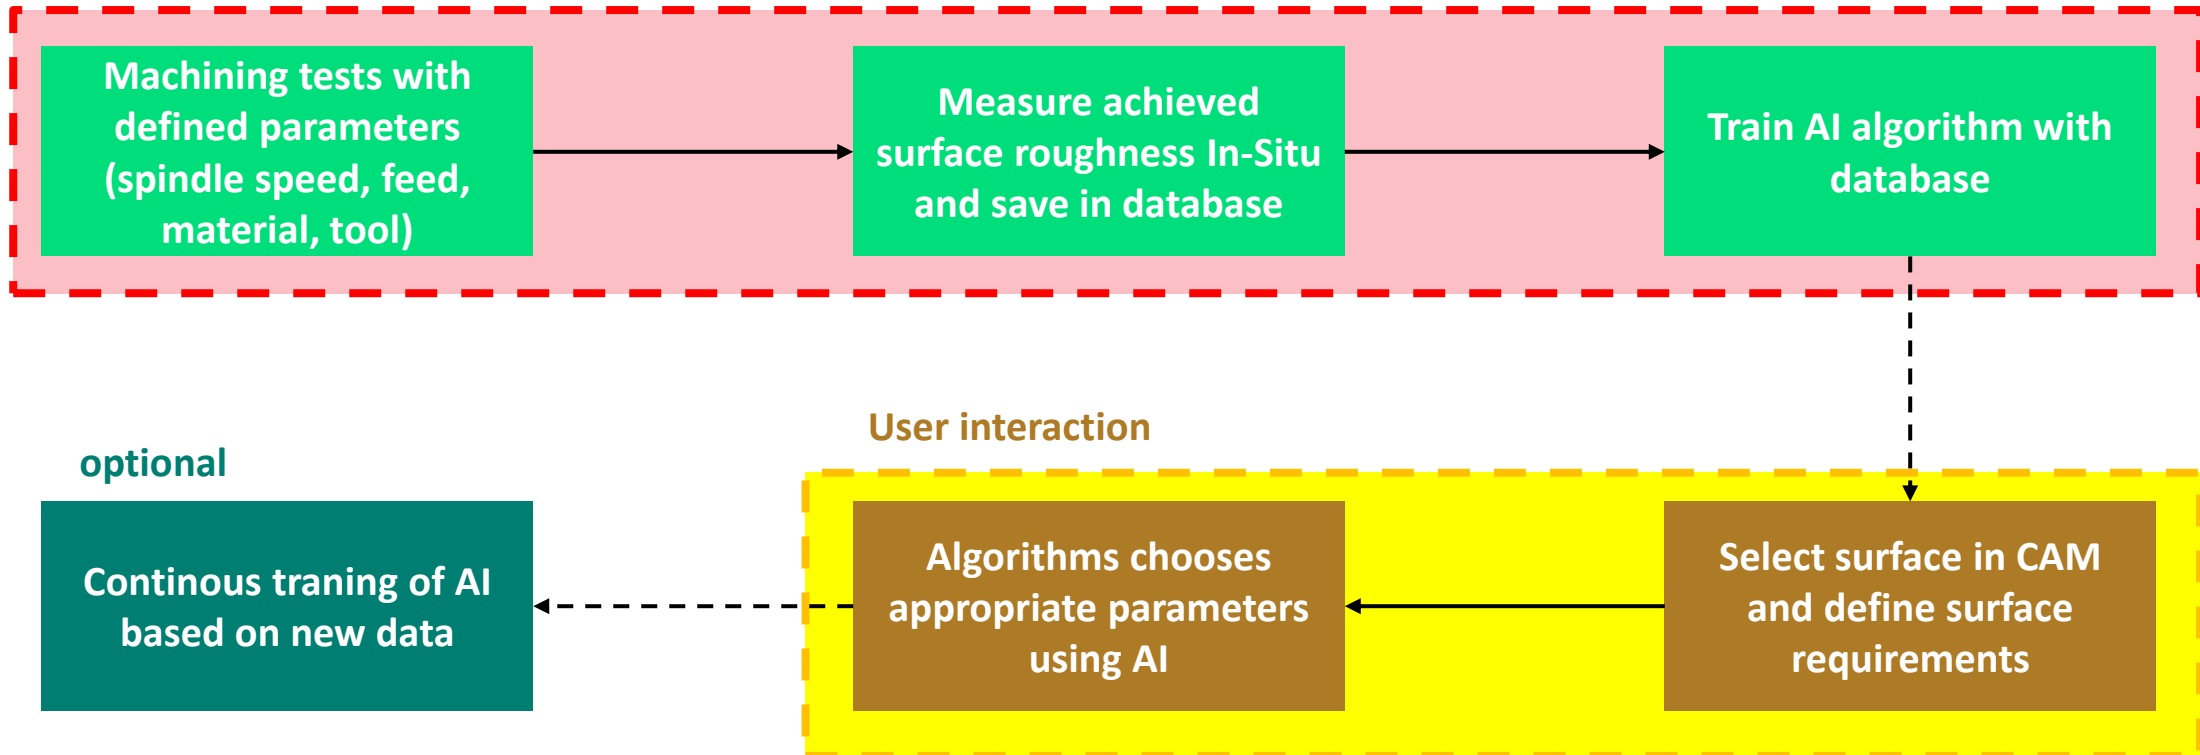 Machining tests with
defined parameters
(spindle speed, feed,
material, tool)
Measure achieved
surface roughness In-Situ
and save in database
Train AI algorithm with
database
User interaction
optional
Continous traning of AI
based on new data
Algorithms chooses
appropriate parameters
using AI
Select surface in CAM
and define surface
requirements